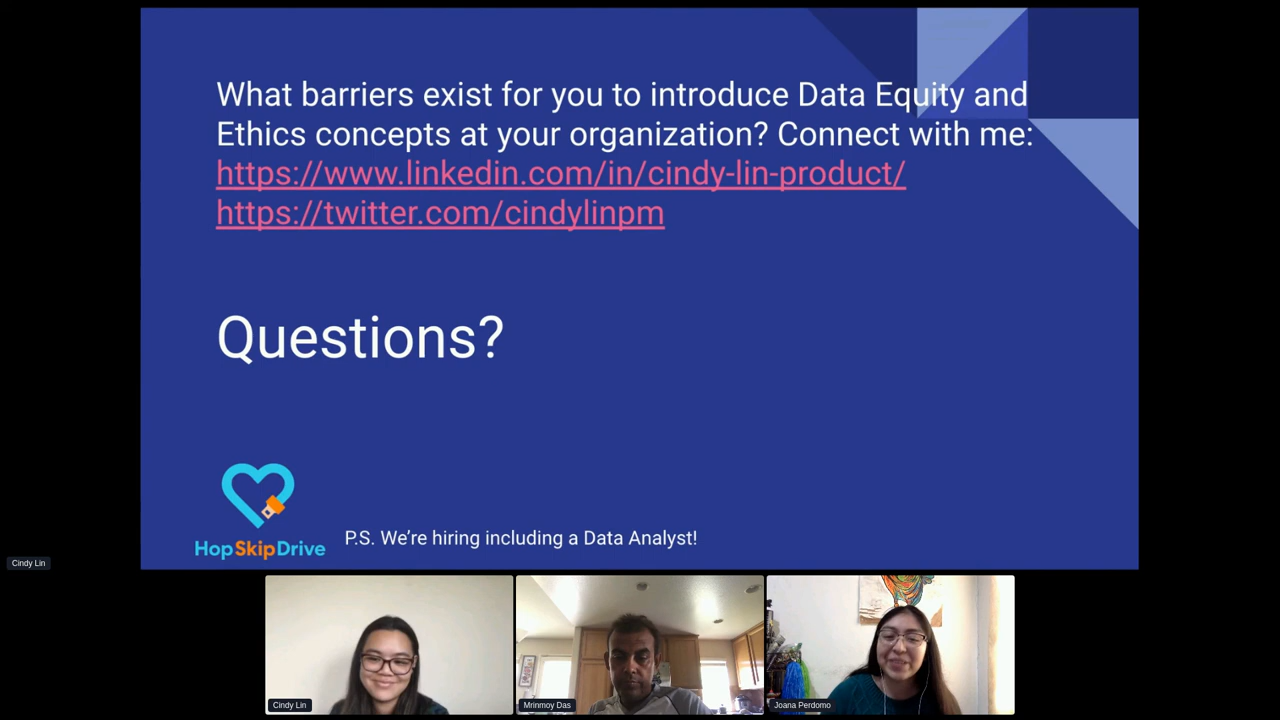 What barriers exist for you to introduce Data Equity and
Ethics concepts at your organization? Connect with me:
https://www.linkedin.com/in/cindy-lin-product/
https://twitter.com/cindylinpm
Questions?
HopSkipDrive
P.S. We’re hiring including a Data Analyst!
Cindy Lin
Cindy Lin
Mrinmoy Das
Joana Perdomo